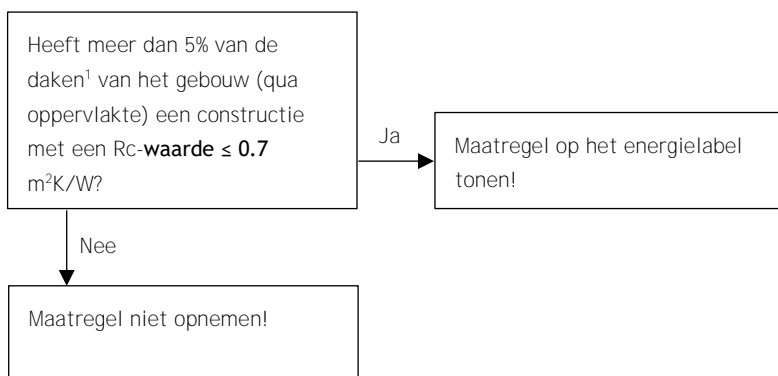 Heeft meer dan 5% van de
daken¹ van het gebouw (qua
oppervlakte) een constructie
met een Rc-waarde ≤ 0.7
m²K/W?
Ja
Maatregel op het energielabel
tonen!
Nee
Maatregel niet opnemen!